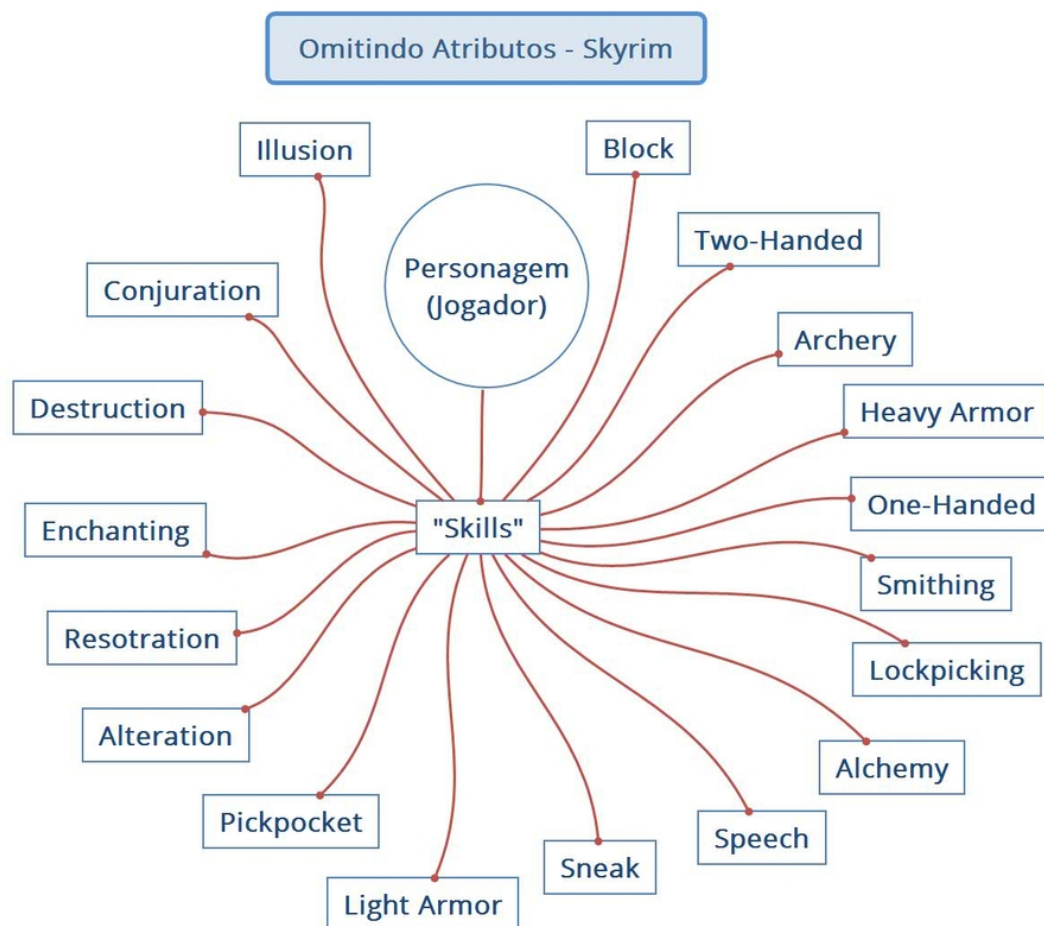 Omitindo Atributos - Skyrim
Illusion
Block
Two-Handed
Personagem
(Jogador)
Conjuration
Archery
Destruction
Heavy Armor
One-Handed
"Skills"
Enchanting
Smithing
Resotration
Lockpicking
Alteration
Alchemy
Pickpocket
Speech
Sneak
Light Armor